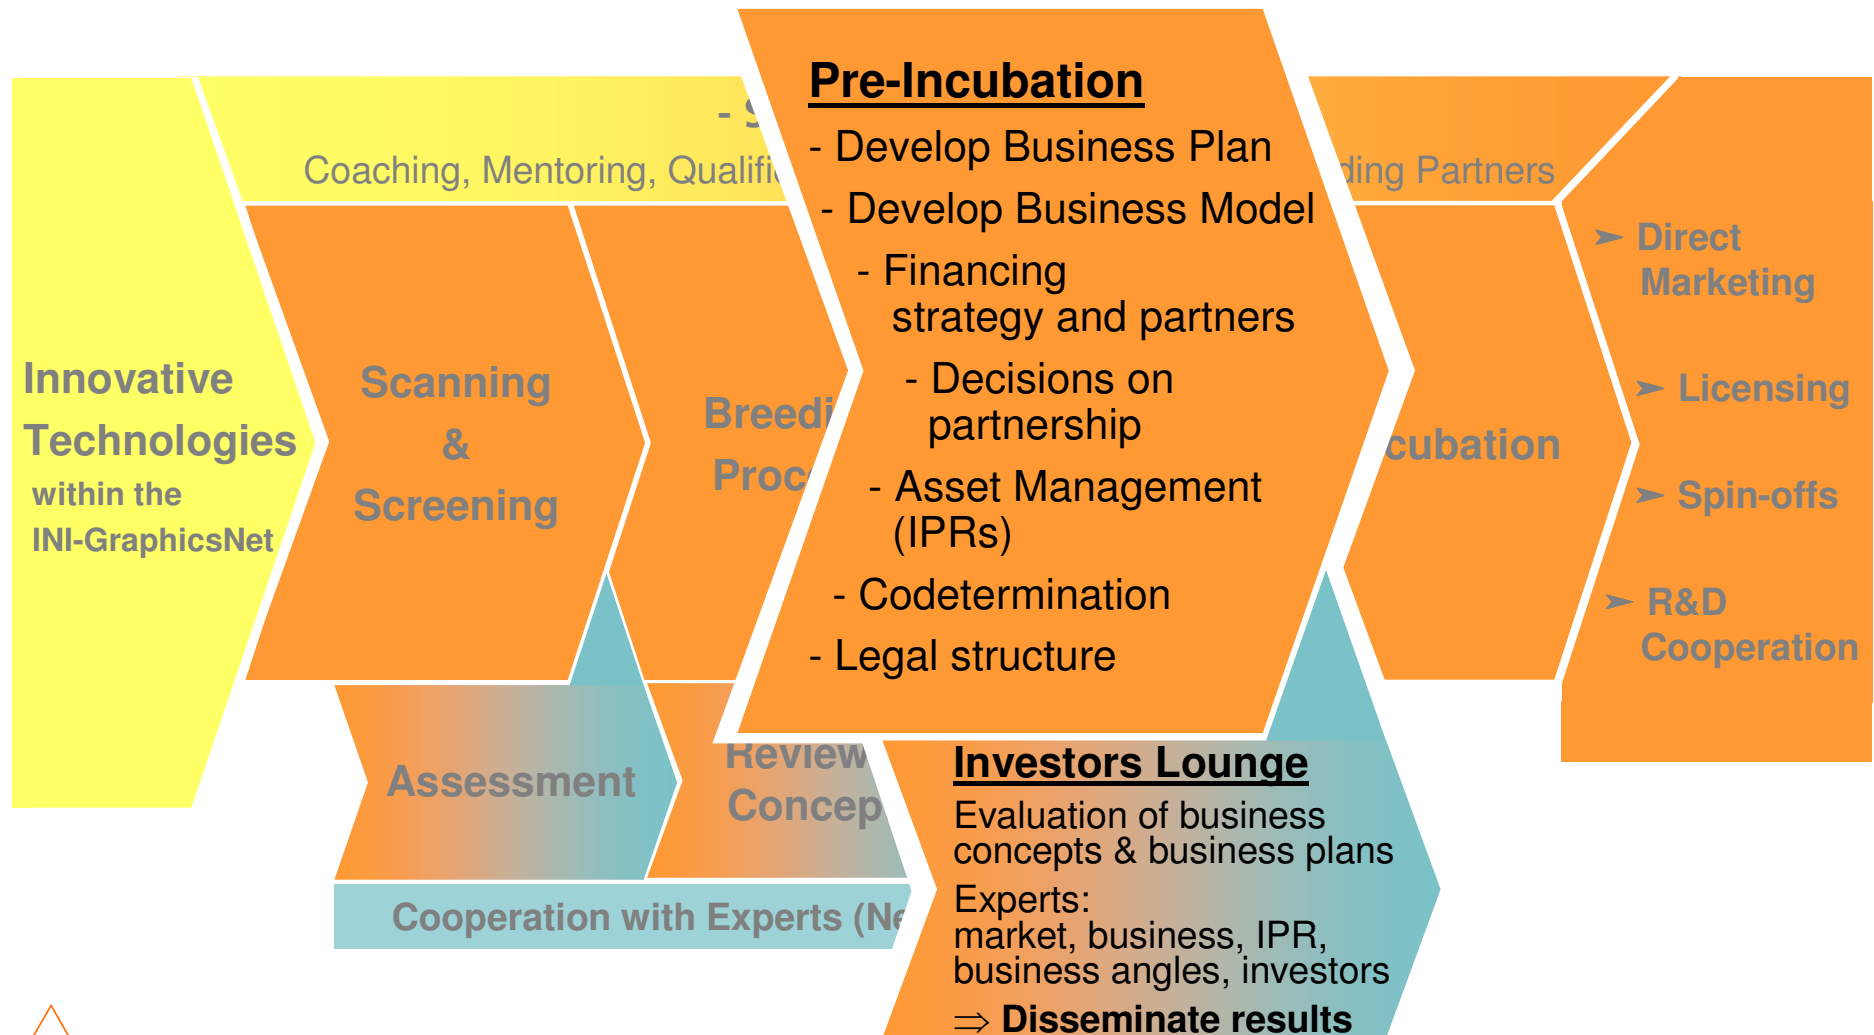 Innovative
Technologies
within the
INI-GraphicsNet
Coaching, Mentoring,
Partners
Scanning
&
Screening
Pre-Incubation
- Develop Business Plan
- Develop Business Model
- Financing
strategy and partners
- Decisions on
partnership
- Asset Management
(IPRs)
- Codetermination
- Legal structure
➢ Direct
Marketing
➢ Licensing
➢ Spin-offs
➢ R&D
Cooperation
Assessment
Review
Cooperation with Experts
Investors Lounge
Evaluation of business
concepts & business plans
Experts:
market, business, IPR,
business angles, investors
⇒ Disseminate results